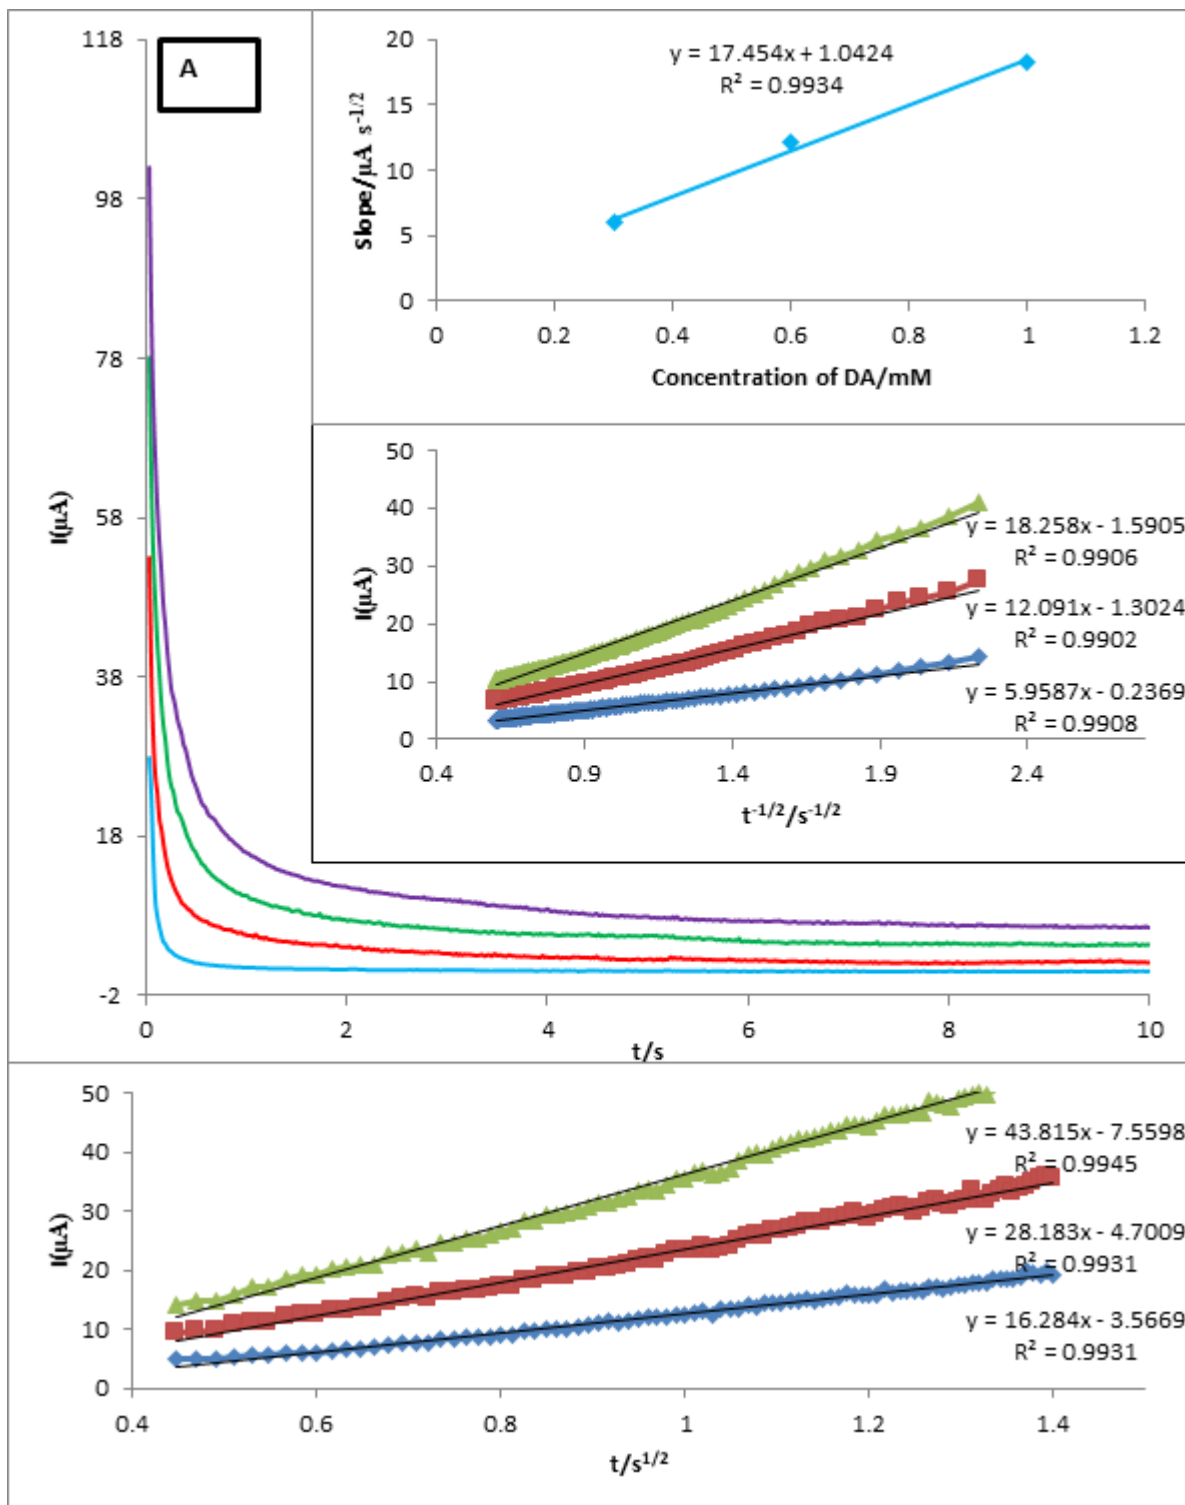 A
118
98
78
58
38
18
-2
I(μA)
0 2 4 6 8 10
t/s
y = 17.454x + 1.0424
R² = 0.9934
20
15
10
5
0
Slope/μA s⁻¹/²
0 0.2 0.4 0.6 0.8 1 1.2
Concentration of DA/mM
50
40
30
20
10
0
I(μA)
y = 18.258x - 1.5905
R² = 0.9906
y = 12.091x - 1.3024
R² = 0.9902
y = 5.9587x - 0.2369
R² = 0.9908
0.4 0.9 1.4 1.9 2.4
t⁻¹/²/s⁻¹/²
50
40
30
20
10
0
I(μA)
y = 43.815x - 7.5598
R² = 0.9945
y = 28.183x - 4.7009
R² = 0.9931
y = 16.284x - 3.5669
R² = 0.9931
0.4 0.6 0.8 1 1.2 1.4
t/s¹/²